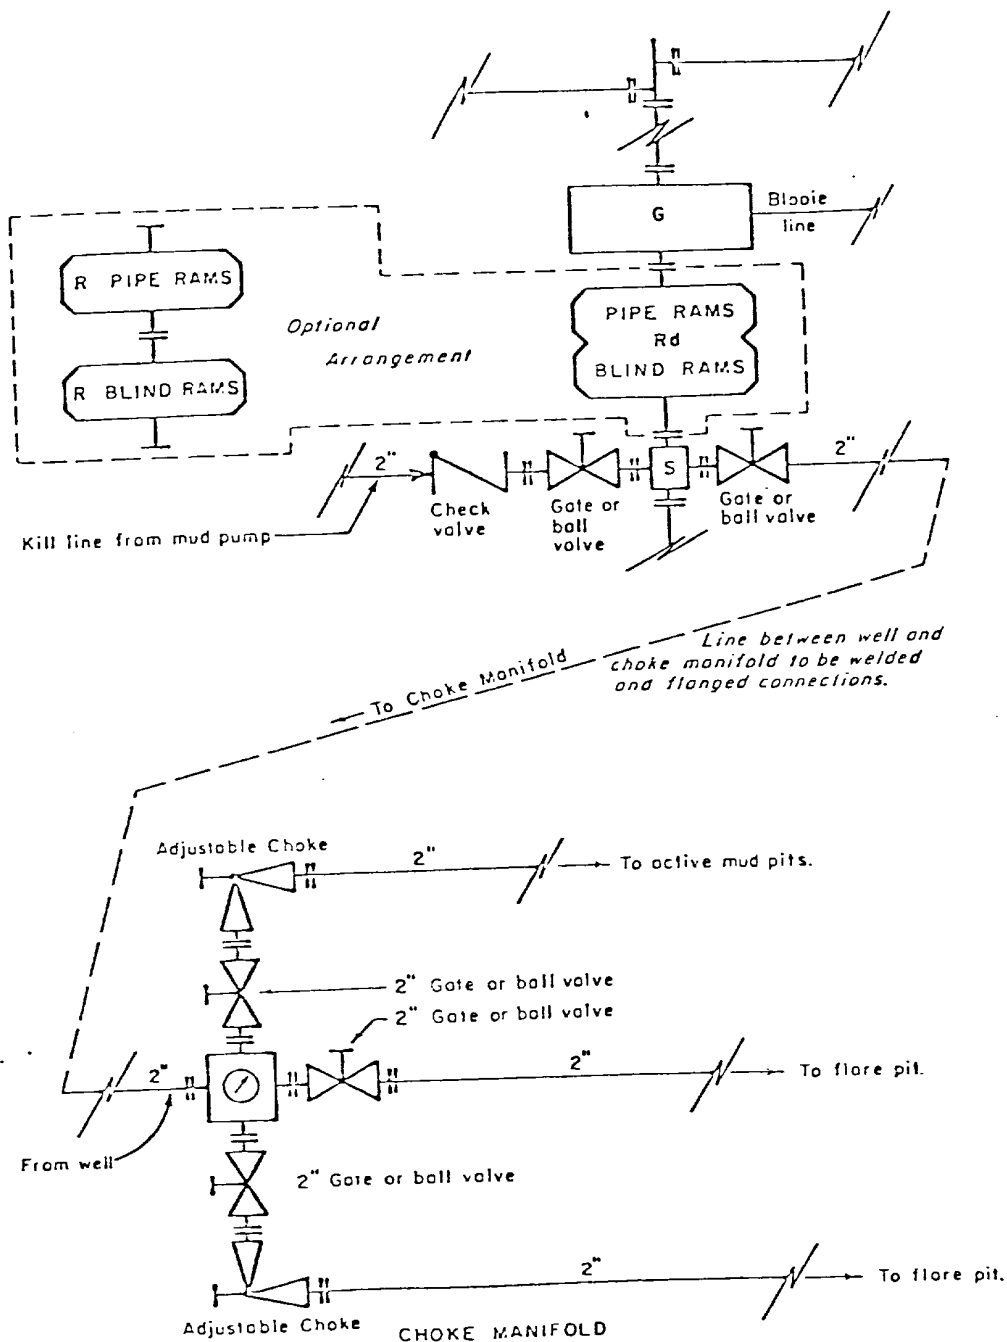 G
Blooie
line
R PIPE RAMS
Optional
Arrangement
R BLIND RAMS
PIPE RAMS
Rd
BLIND RAMS
2"
Check
valve
Gate or
ball
valve
S
Gate or
ball valve
2"
Kill line from mud pump
Line between well and
choke manifold to be welded
and flanged connections.
To Choke Manifold
Adjustable Choke
2"
To active mud pits.
2" Gate or ball valve
2" Gate or ball valve
2"
2"
To flare pit.
From well
2" Gate or ball valve
2"
To flare pit.
Adjustable Choke
CHOKE MANIFOLD